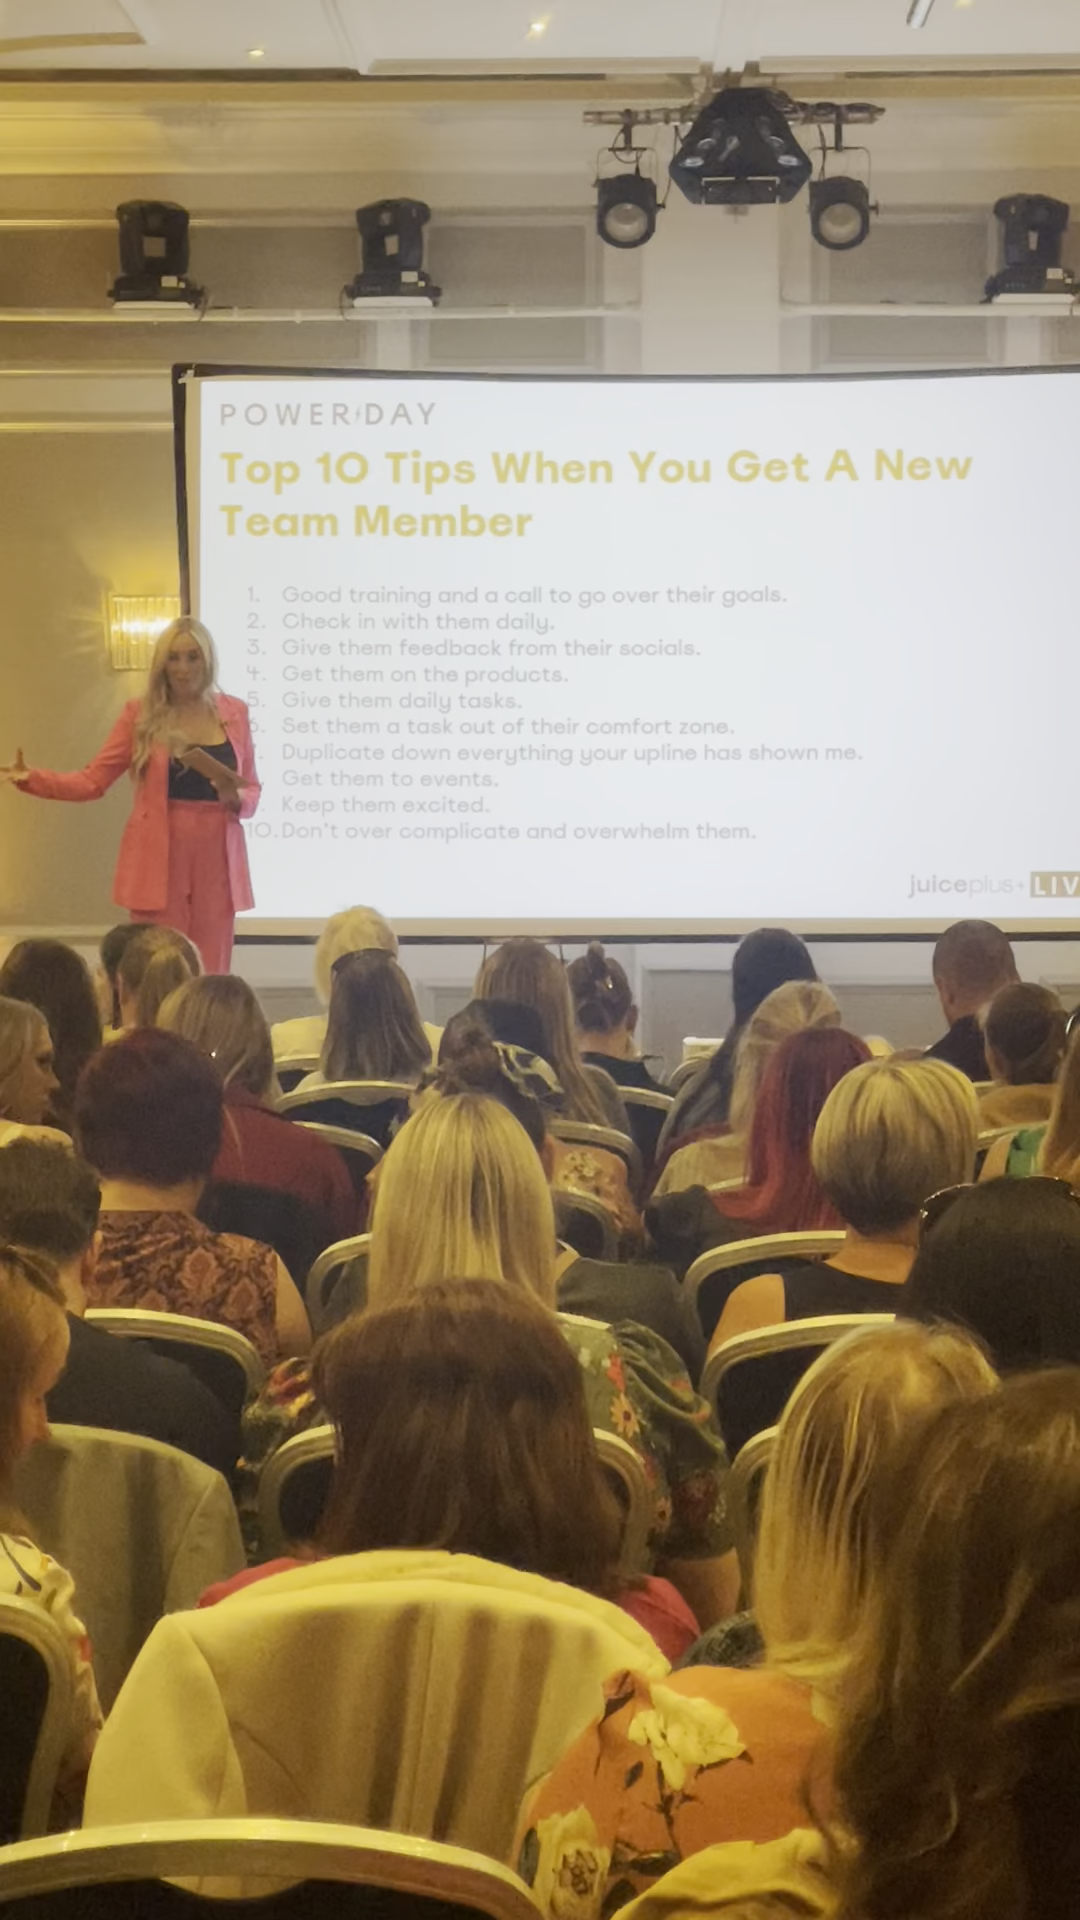 POWER DAY
Top 10 Tips When You Get A New
Team Member
1. Good training and a call to go over their goals.
2. Check in with them daily.
3. Give them feedback from their socials.
4. Get them on the products.
5. Give them daily tasks.
6. Set them a task out of their comfort zone.
Duplicate down everything your upline has shown me.
Get them to events.
Keep them excited.
10. Don't over complicate and overwhelm them.
juiceplus+ LIV